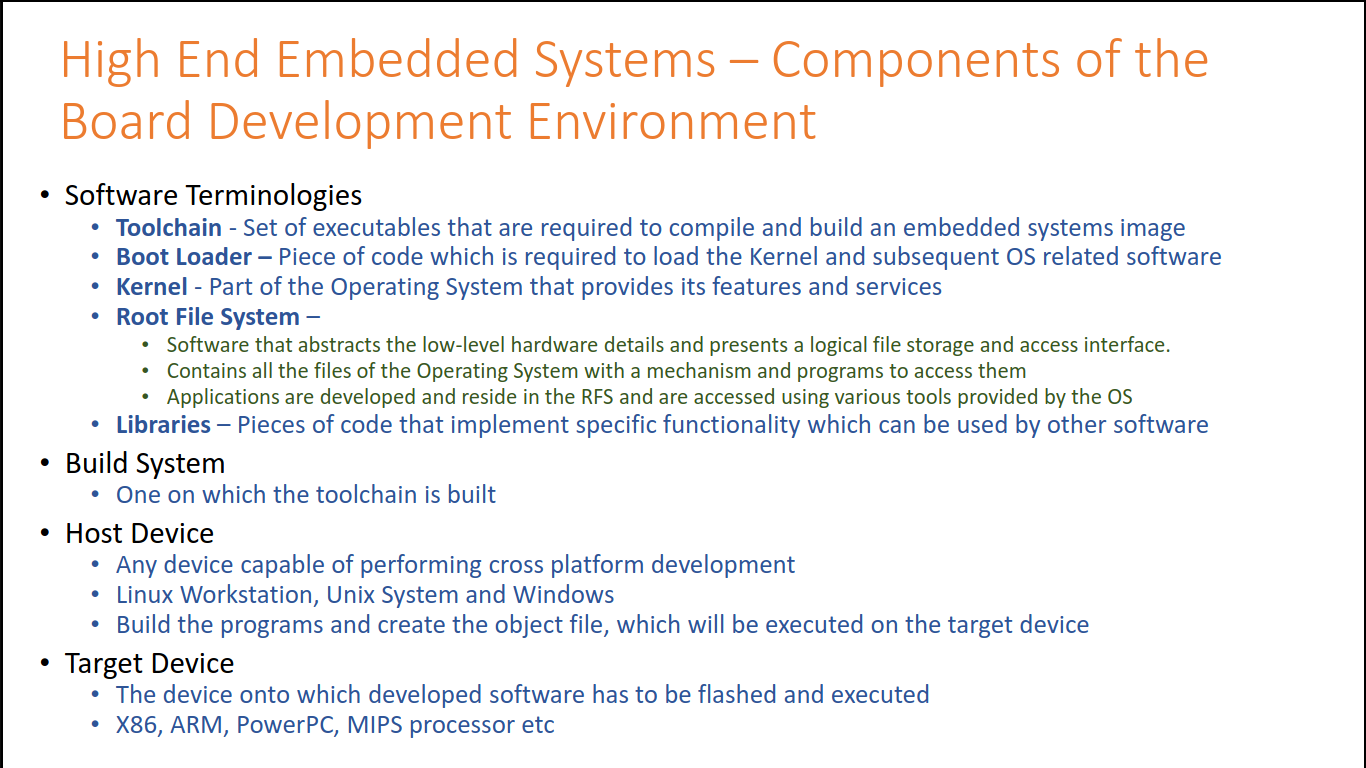 High End Embedded Systems – Components of the
Board Development Environment
• Software Terminologies
• Toolchain - Set of executables that are required to compile and build an embedded systems image
• Boot Loader – Piece of code which is required to load the Kernel and subsequent OS related software
• Kernel - Part of the Operating System that provides its features and services
• Root File System –
• Software that abstracts the low-level hardware details and presents a logical file storage and access interface.
• Contains all the files of the Operating System with a mechanism and programs to access them
• Applications are developed and reside in the RFS and are accessed using various tools provided by the OS
• Libraries – Pieces of code that implement specific functionality which can be used by other software
• Build System
• One on which the toolchain is built
• Host Device
• Any device capable of performing cross platform development
• Linux Workstation, Unix System and Windows
• Build the programs and create the object file, which will be executed on the target device
• Target Device
• The device onto which developed software has to be flashed and executed
• X86, ARM, PowerPC, MIPS processor etc